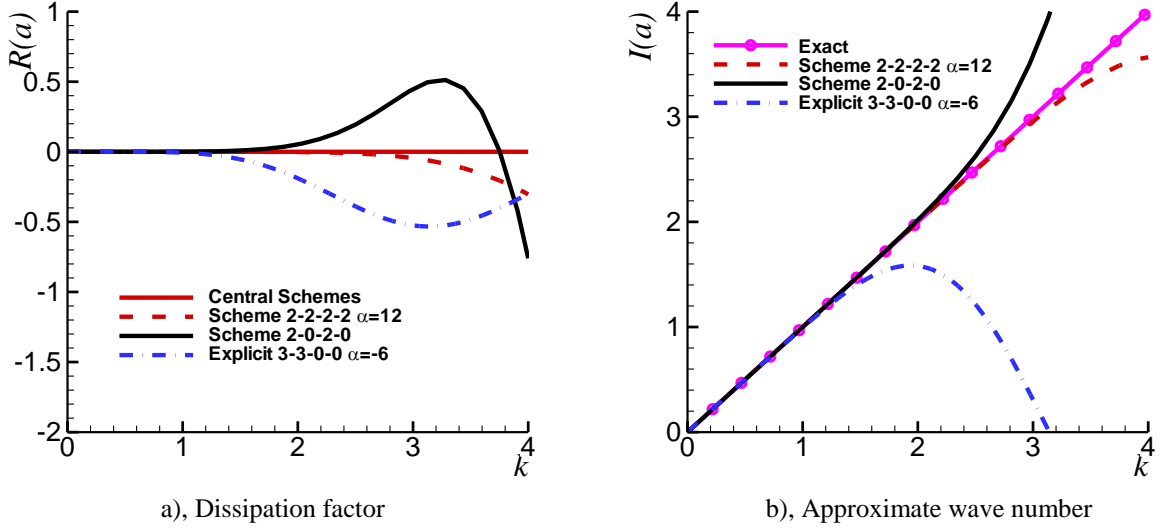 R(a)
1
0.5
0
-0.5
-1
-1.5
-2
0
1
2
3
4
k
Central Schemes
Scheme 2-2-2-2 α=12
Scheme 2-0-2-0
Explicit 3-3-0-0 α=-6
a), Dissipation factor
I(a)
4
3
2
1
0
0
1
2
3
4
k
Exact
Scheme 2-2-2-2 α=12
Scheme 2-0-2-0
Explicit 3-3-0-0 α=-6
b), Approximate wave number